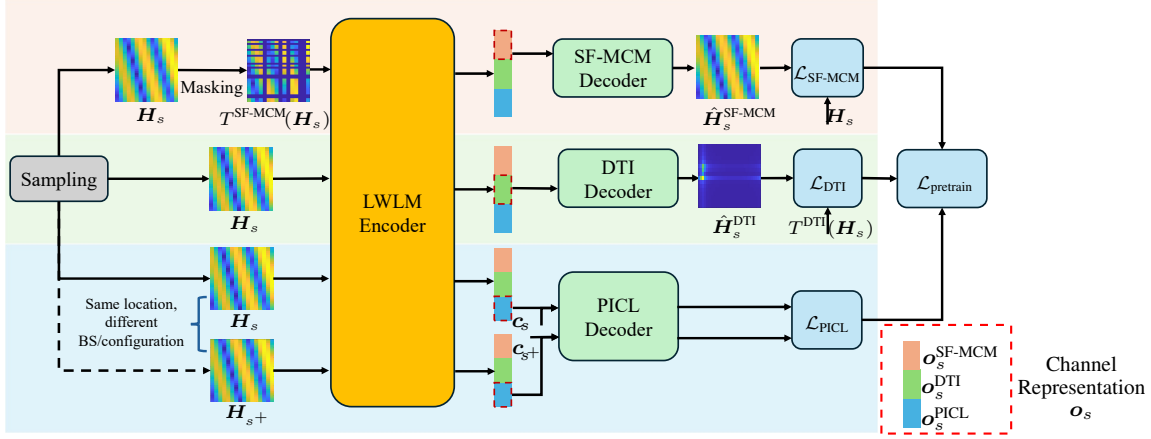 Sampling
Masking
H_s
T^SF-MCM(H_s)
LWLM
Encoder
SF-MCM
Decoder
Ĥ_s^SF-MCM
ℒ_SF-MCM
H_s
H_s
DTI
Decoder
Ĥ_s^DTI
ℒ_DTI
T^DTI(H_s)
ℒ_pretrain
Same location,
different
BS/configuration
H_s
H_s+
c_s
c_s+
PICL
Decoder
ℒ_PICL
o_s^SF-MCM
o_s^DTI
o_s^PICL
Channel
Representation
o_s